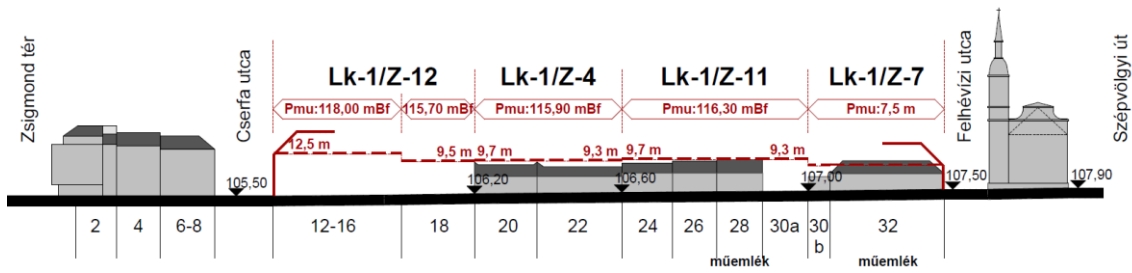 Zsigmond tér
Cserfa utca
Lk-1/Z-12 Lk-1/Z-4 Lk-1/Z-11 Lk-1/Z-7
Felhévizi utca
Szépvölgyi út
Pmu:118,00 mBf 115,70 mBf Pmu:115,90 mBf Pmu:116,30 mBf Pmu:7,5 m
12,5 m 9,5 m 9,7 m 9,3 m 9,7 m 9,3 m
105,50 106,20 106,60 107,00 107,50 107,90
2 4 6-8 12-16 18 20 22 24 26 28 30a 30 32
b
műemlék műemlék